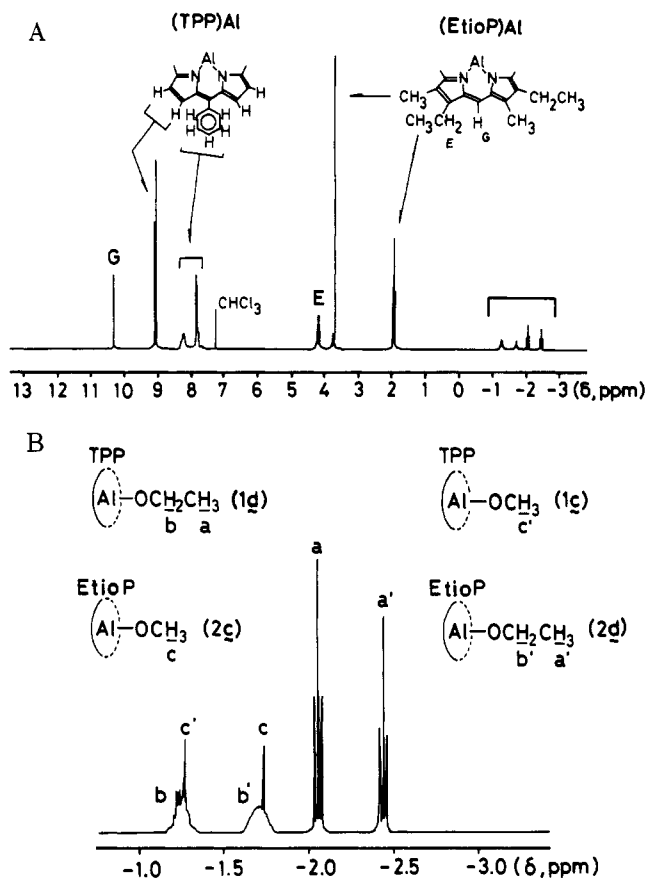 A
(TPP)Al
(EtioP)Al
Al
N N
H H
H H
H H
H H
H
Al
N N
CH3 CH2CH3
CH3CH2 H CH3
E G
G
CHCl3
E
13 12 11 10 9 8 7 6 5 4 3 2 1 0 -1 -2 -3 (δ, ppm)
B
TPP
Al-OCH2CH3 (1d)
b a
TPP
Al-OCH3 (1c)
c'
EtioP
Al-OCH3 (2c)
c
EtioP
Al-OCH2CH3 (2d)
b' a'
a
a'
c'
c
b
b'
-1.0 -1.5 -2.0 -2.5 -3.0 (δ, ppm)